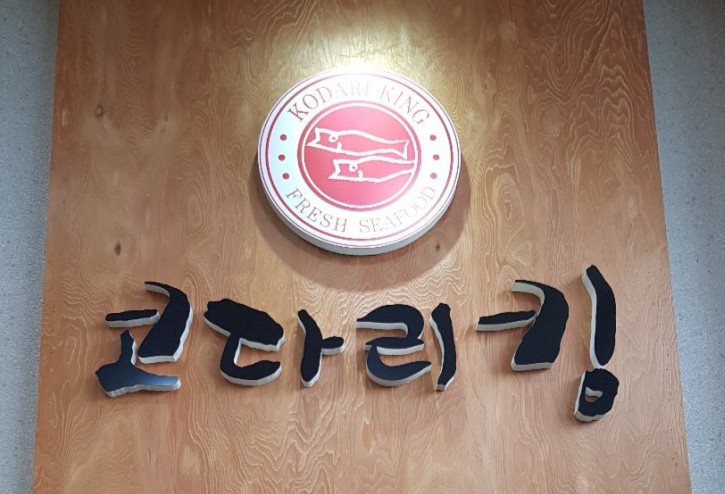 KODARI KING
FRESH SEAFOOD
코다리킹